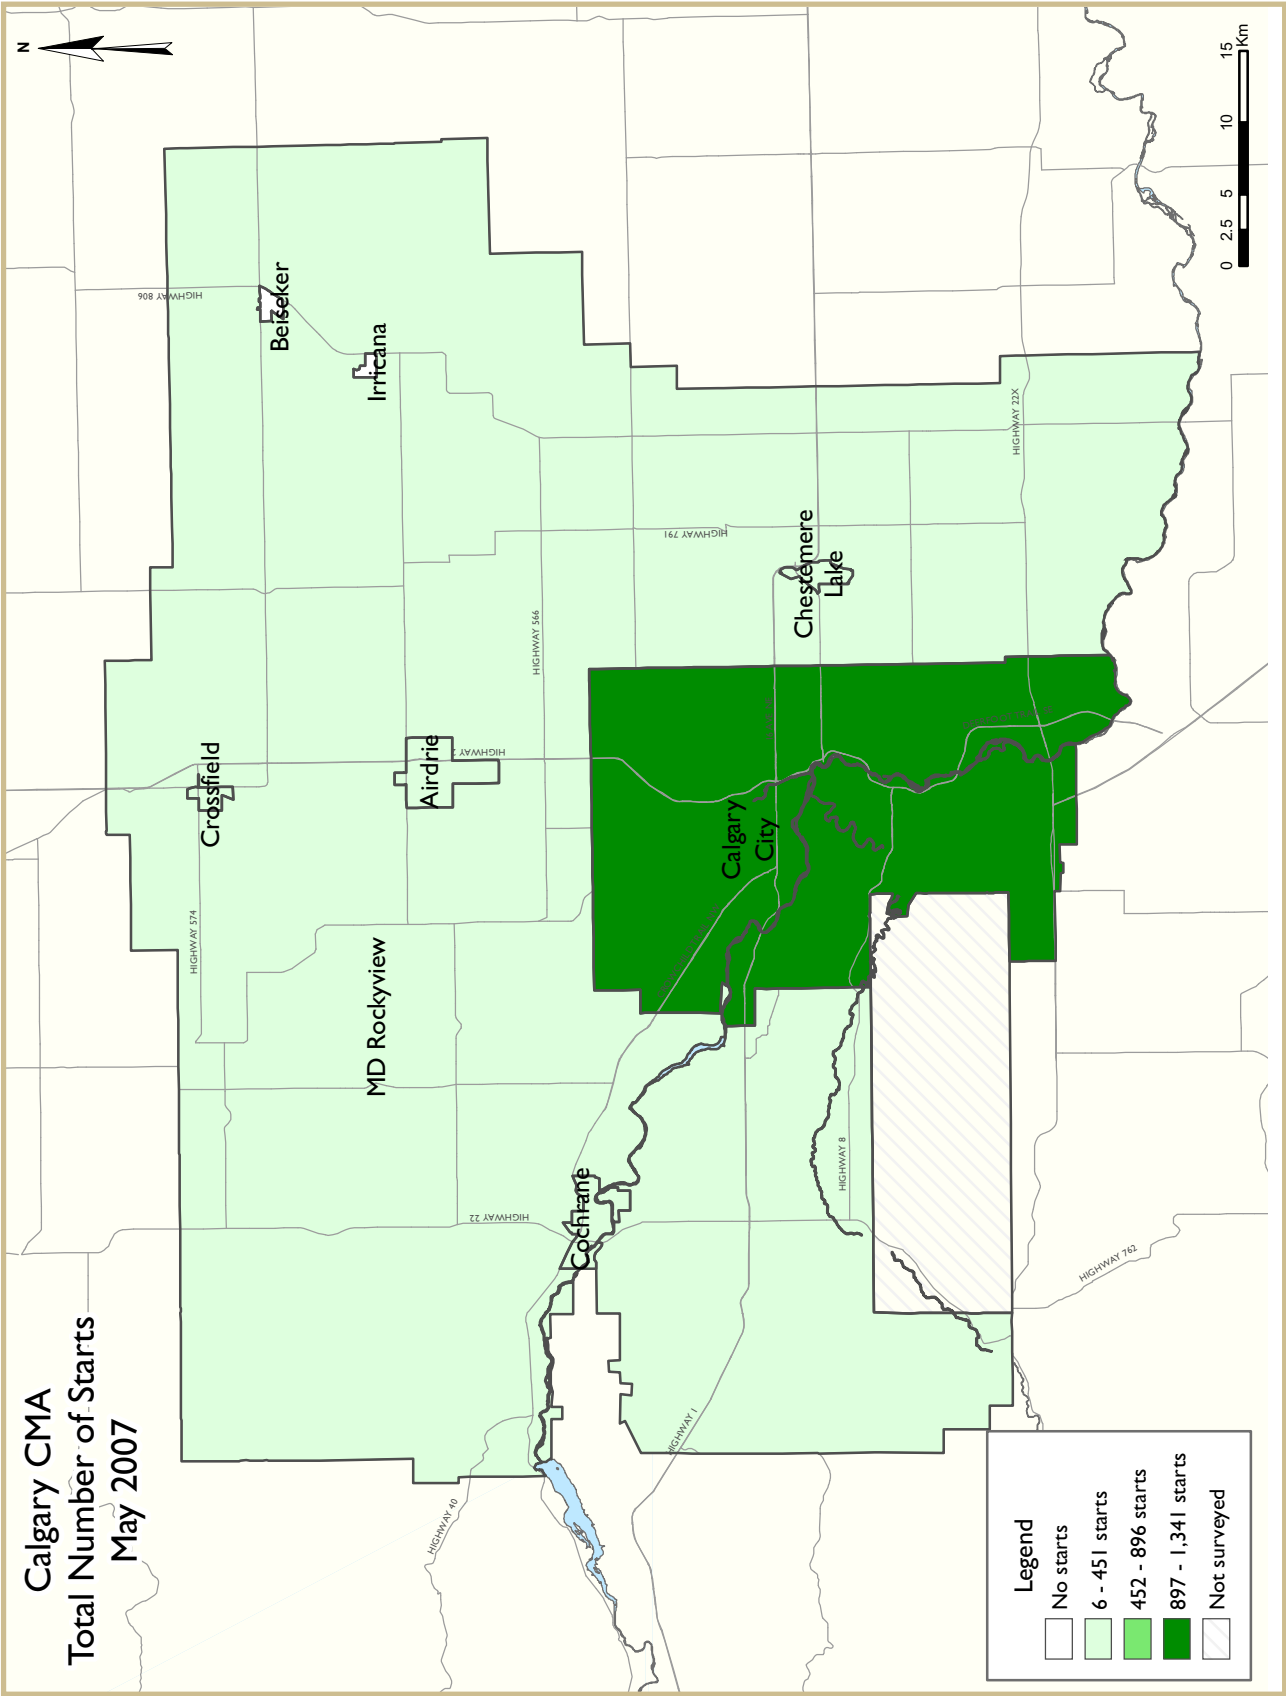 Calgary CMA
Total Number of Starts
May 2007
N
HIGHWAY 574
Crossfield
HIGHWAY 806
Beiseker
Irricana
MD Rockyview
Airdrie
HIGHWAY 2
HIGHWAY 566
HIGHWAY 22
Cochrane
HIGHWAY 40
HIGHWAY 1
HIGHWAY 791
Calgary
City
Chestemere
Lake
HIGHWAY 8
HIGHWAY 22X
HIGHWAY 762
Legend
No starts
6 - 451 starts
452 - 896 starts
897 - 1,341 starts
Not surveyed
0 2.5 5 10 15
Km